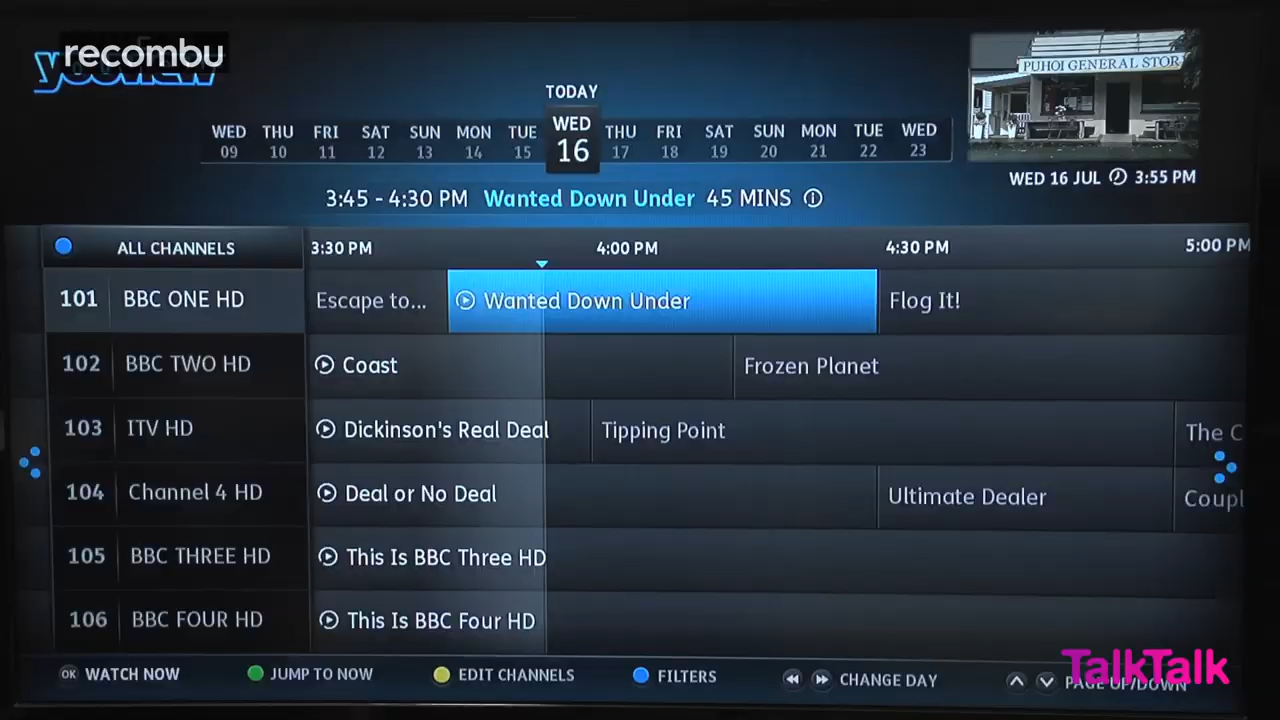 recombu
youview
PUHOI GENERAL STOR
TODAY
WED THU FRI SAT SUN MON TUE WED THU FRI SAT SUN MON TUE WED
09 10 11 12 13 14 15 16 17 18 19 20 21 22 23
WED 16 JUL 3:55 PM
3:45 - 4:30 PM Wanted Down Under 45 MINS
ALL CHANNELS 3:30 PM 4:00 PM 4:30 PM 5:00 PM
101 BBC ONE HD Escape to... Wanted Down Under Flog It!
102 BBC TWO HD Coast Frozen Planet
103 ITV HD Dickinson's Real Deal Tipping Point The C
104 Channel 4 HD Deal or No Deal Ultimate Dealer Coupl
105 BBC THREE HD This Is BBC Three HD
106 BBC FOUR HD This Is BBC Four HD
OK WATCH NOW JUMP TO NOW EDIT CHANNELS FILTERS CHANGE DAY PAGE UP/DOWN
TalkTalk